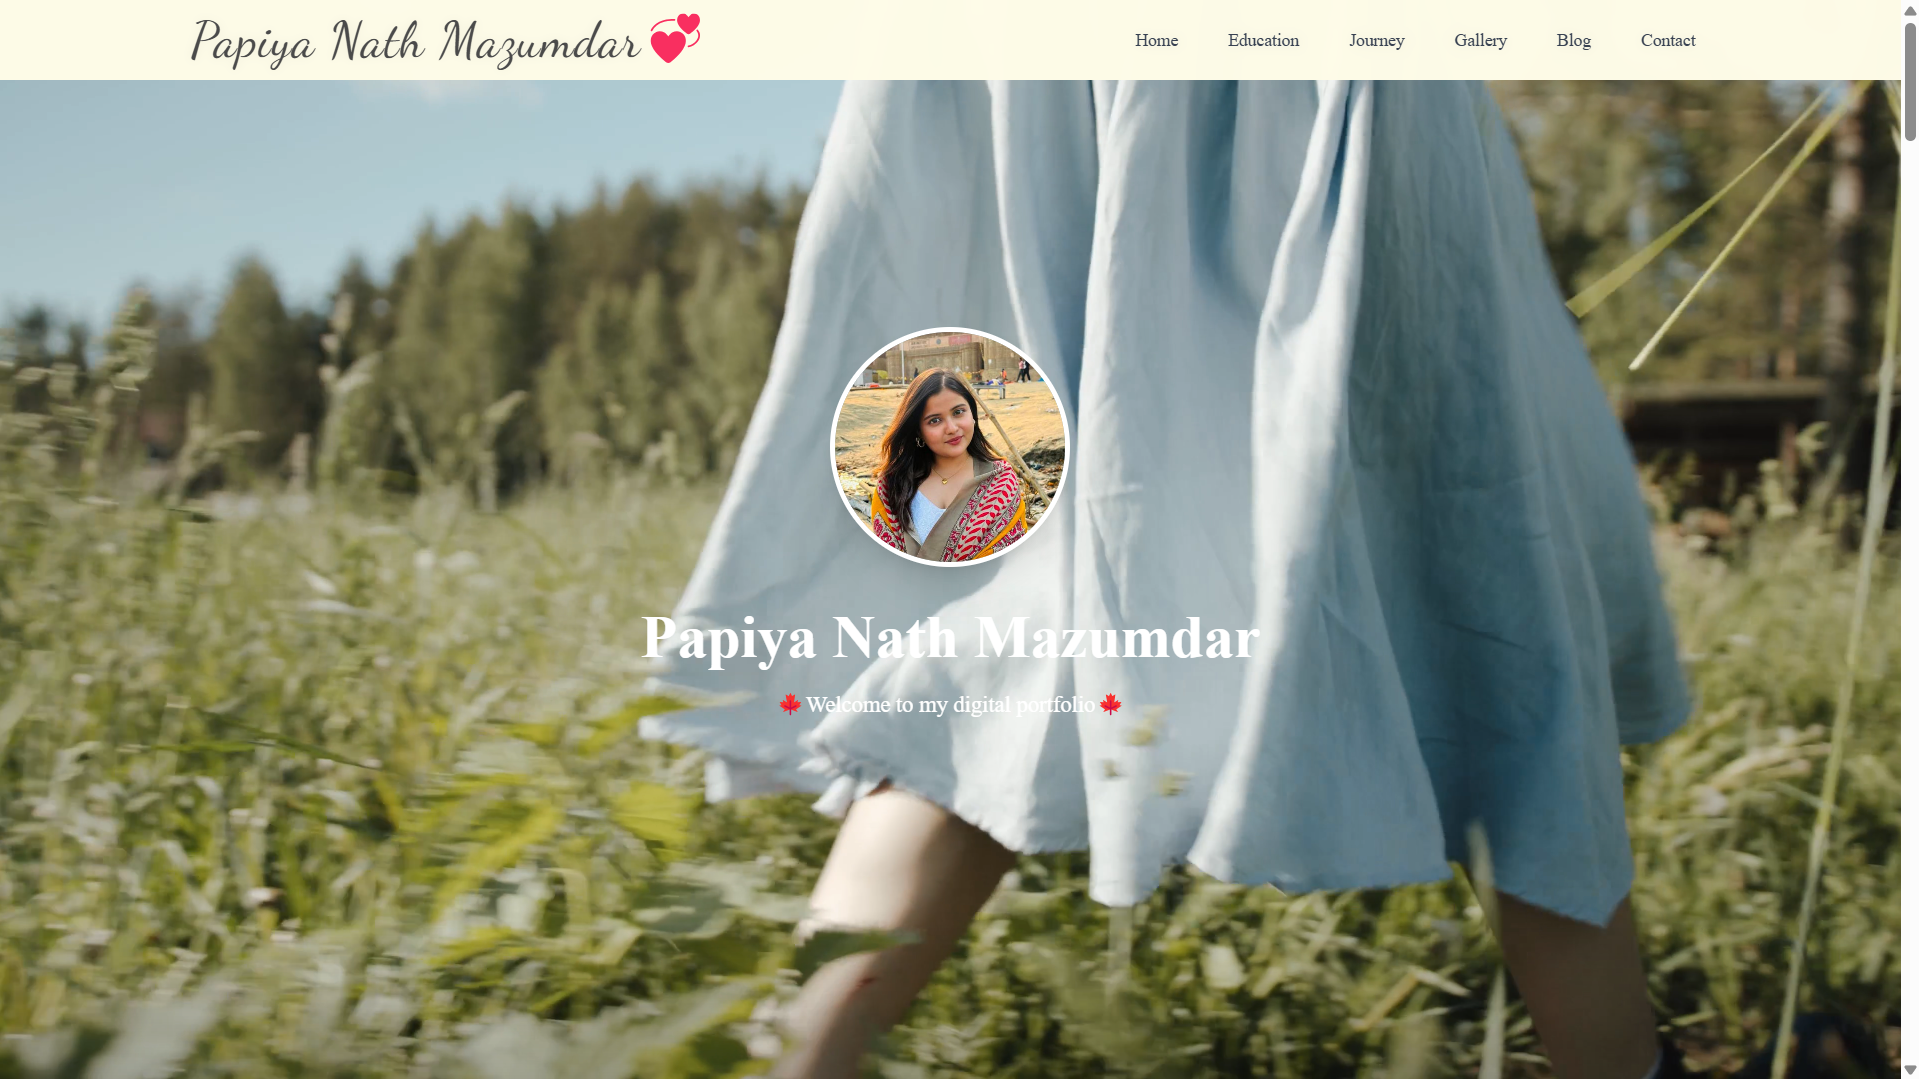 Papiya Nath Mazumdar💞
Home
Education
Journey
Gallery
Blog
Contact
Papiya Nath Mazumdar
🍁Welcome to my digital portfolio🍁